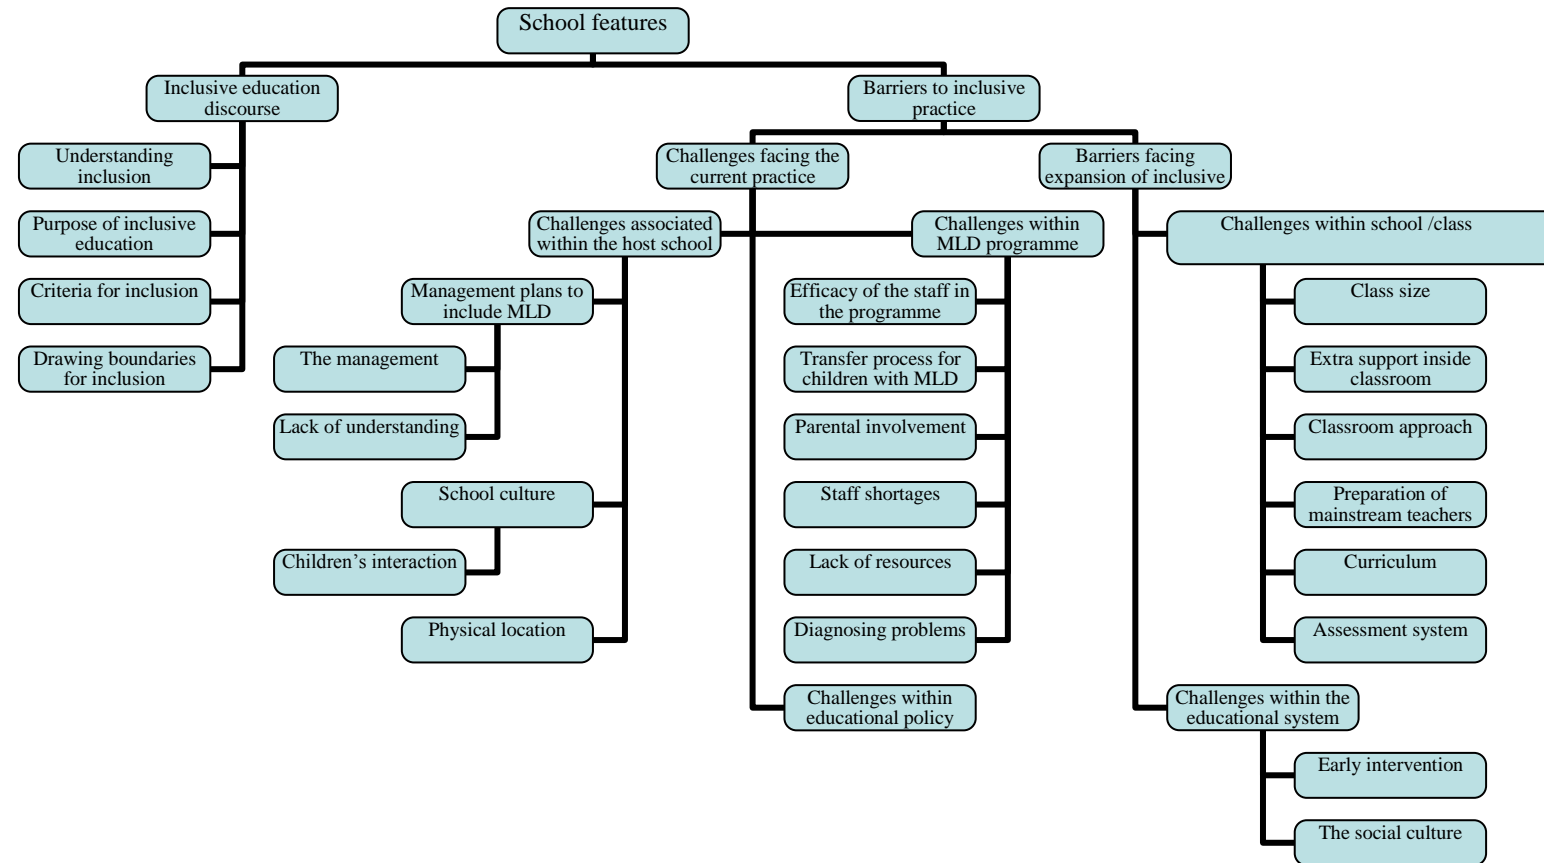 School features
Inclusive education
discourse
Barriers to inclusive
practice
Understanding
inclusion
Purpose of inclusive
education
Criteria for inclusion
Drawing boundaries
for inclusion
Challenges facing the
current practice
Barriers facing
expansion of inclusive
Challenges associated
within the host school
Management plans to
include MLD
The management
Lack of understanding
School culture
Children’s interaction
Physical location
Challenges within
MLD programme
Efficacy of the staff in
the programme
Transfer process for
children with MLD
Parental involvement
Staff shortages
Lack of resources
Diagnosing problems
Challenges within
educational policy
Challenges within school /class
Class size
Extra support inside
classroom
Classroom approach
Preparation of
mainstream teachers
Curriculum
Assessment system
Challenges within the
educational system
Early intervention
The social culture